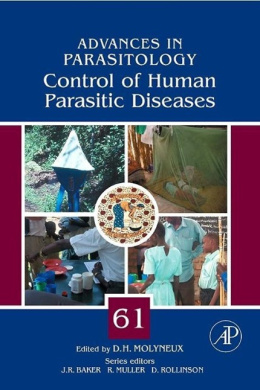 ADVANCES IN
PARASITOLOGY
Control of Human
Parasitic Diseases
61
Edited by D.H. MOLYNEUX
Series editors
J.R. BAKER R. MULLER D. ROLLINSON
AP